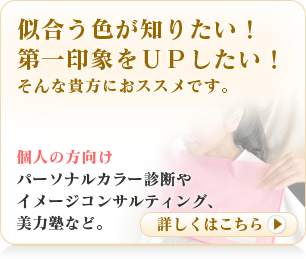 似合う色が知りたい！
第一印象をＵＰしたい！
そんな貴方におススメです。
個人の方向け
パーソナルカラー診断や
イメージコンサルティング、
美力塾など。
詳しくはこちら